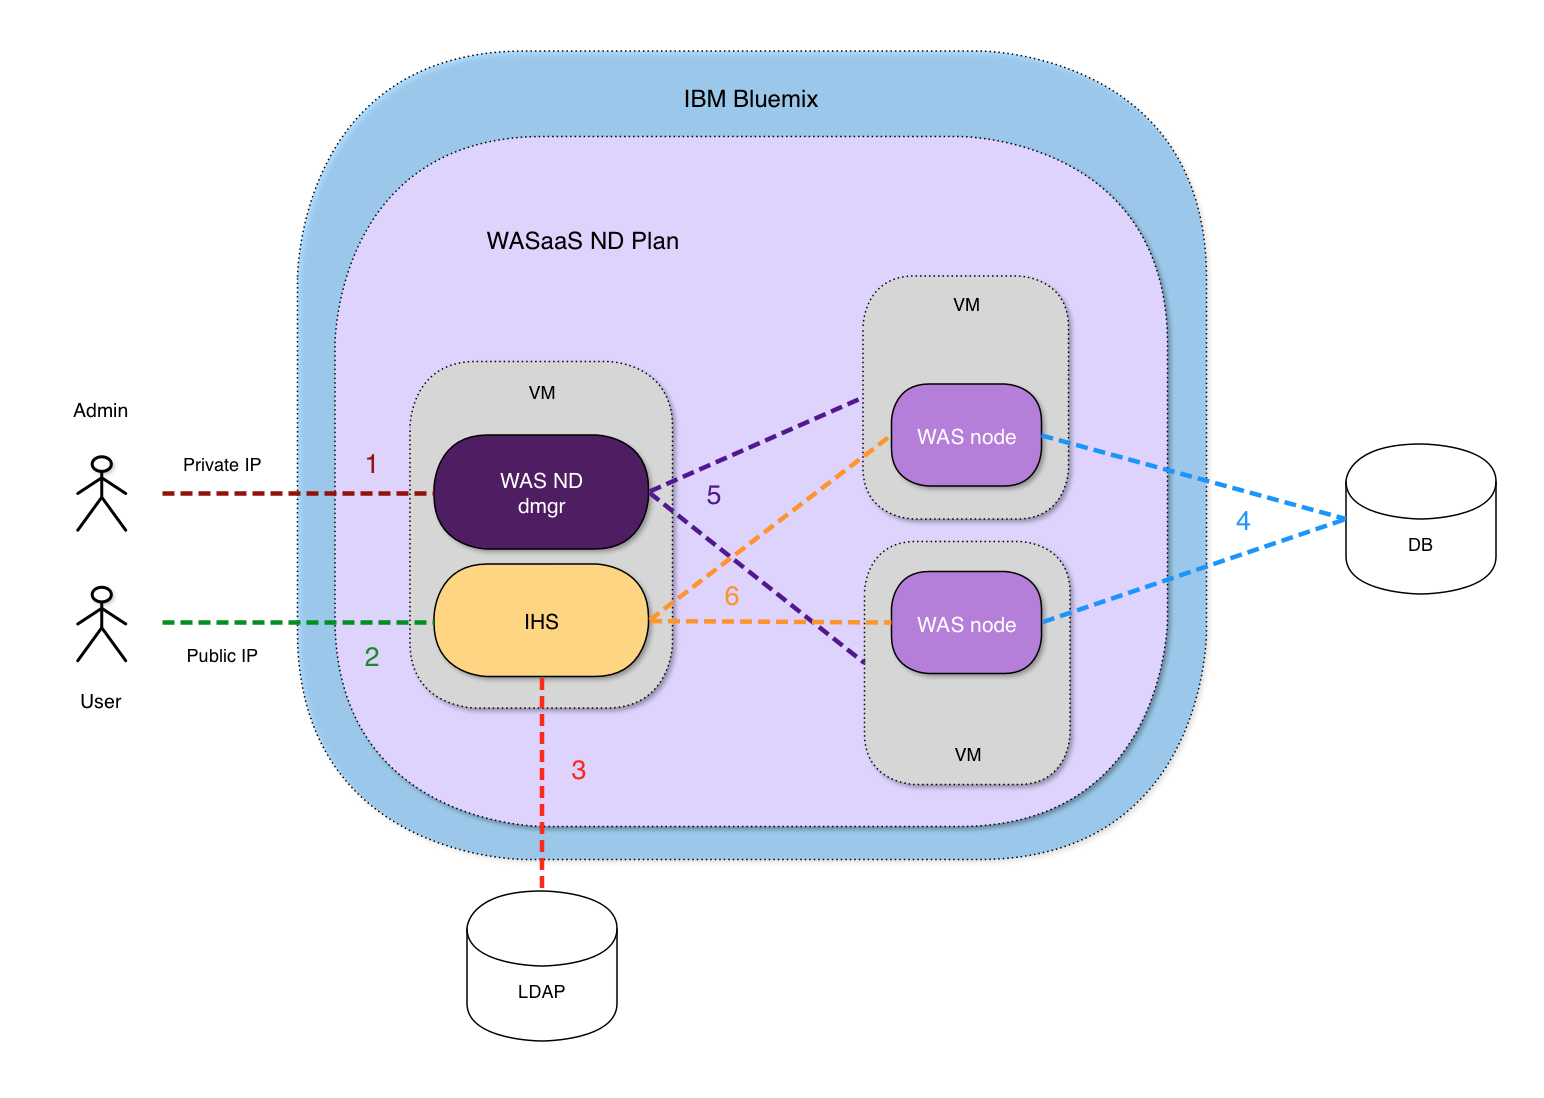 IBM Bluemix
WASaaS ND Plan
VM
VM
Admin
Private IP
1
WAS ND
dmgr
WAS node
5
4
DB
6
IHS
WAS node
2
Public IP
User
VM
3
LDAP